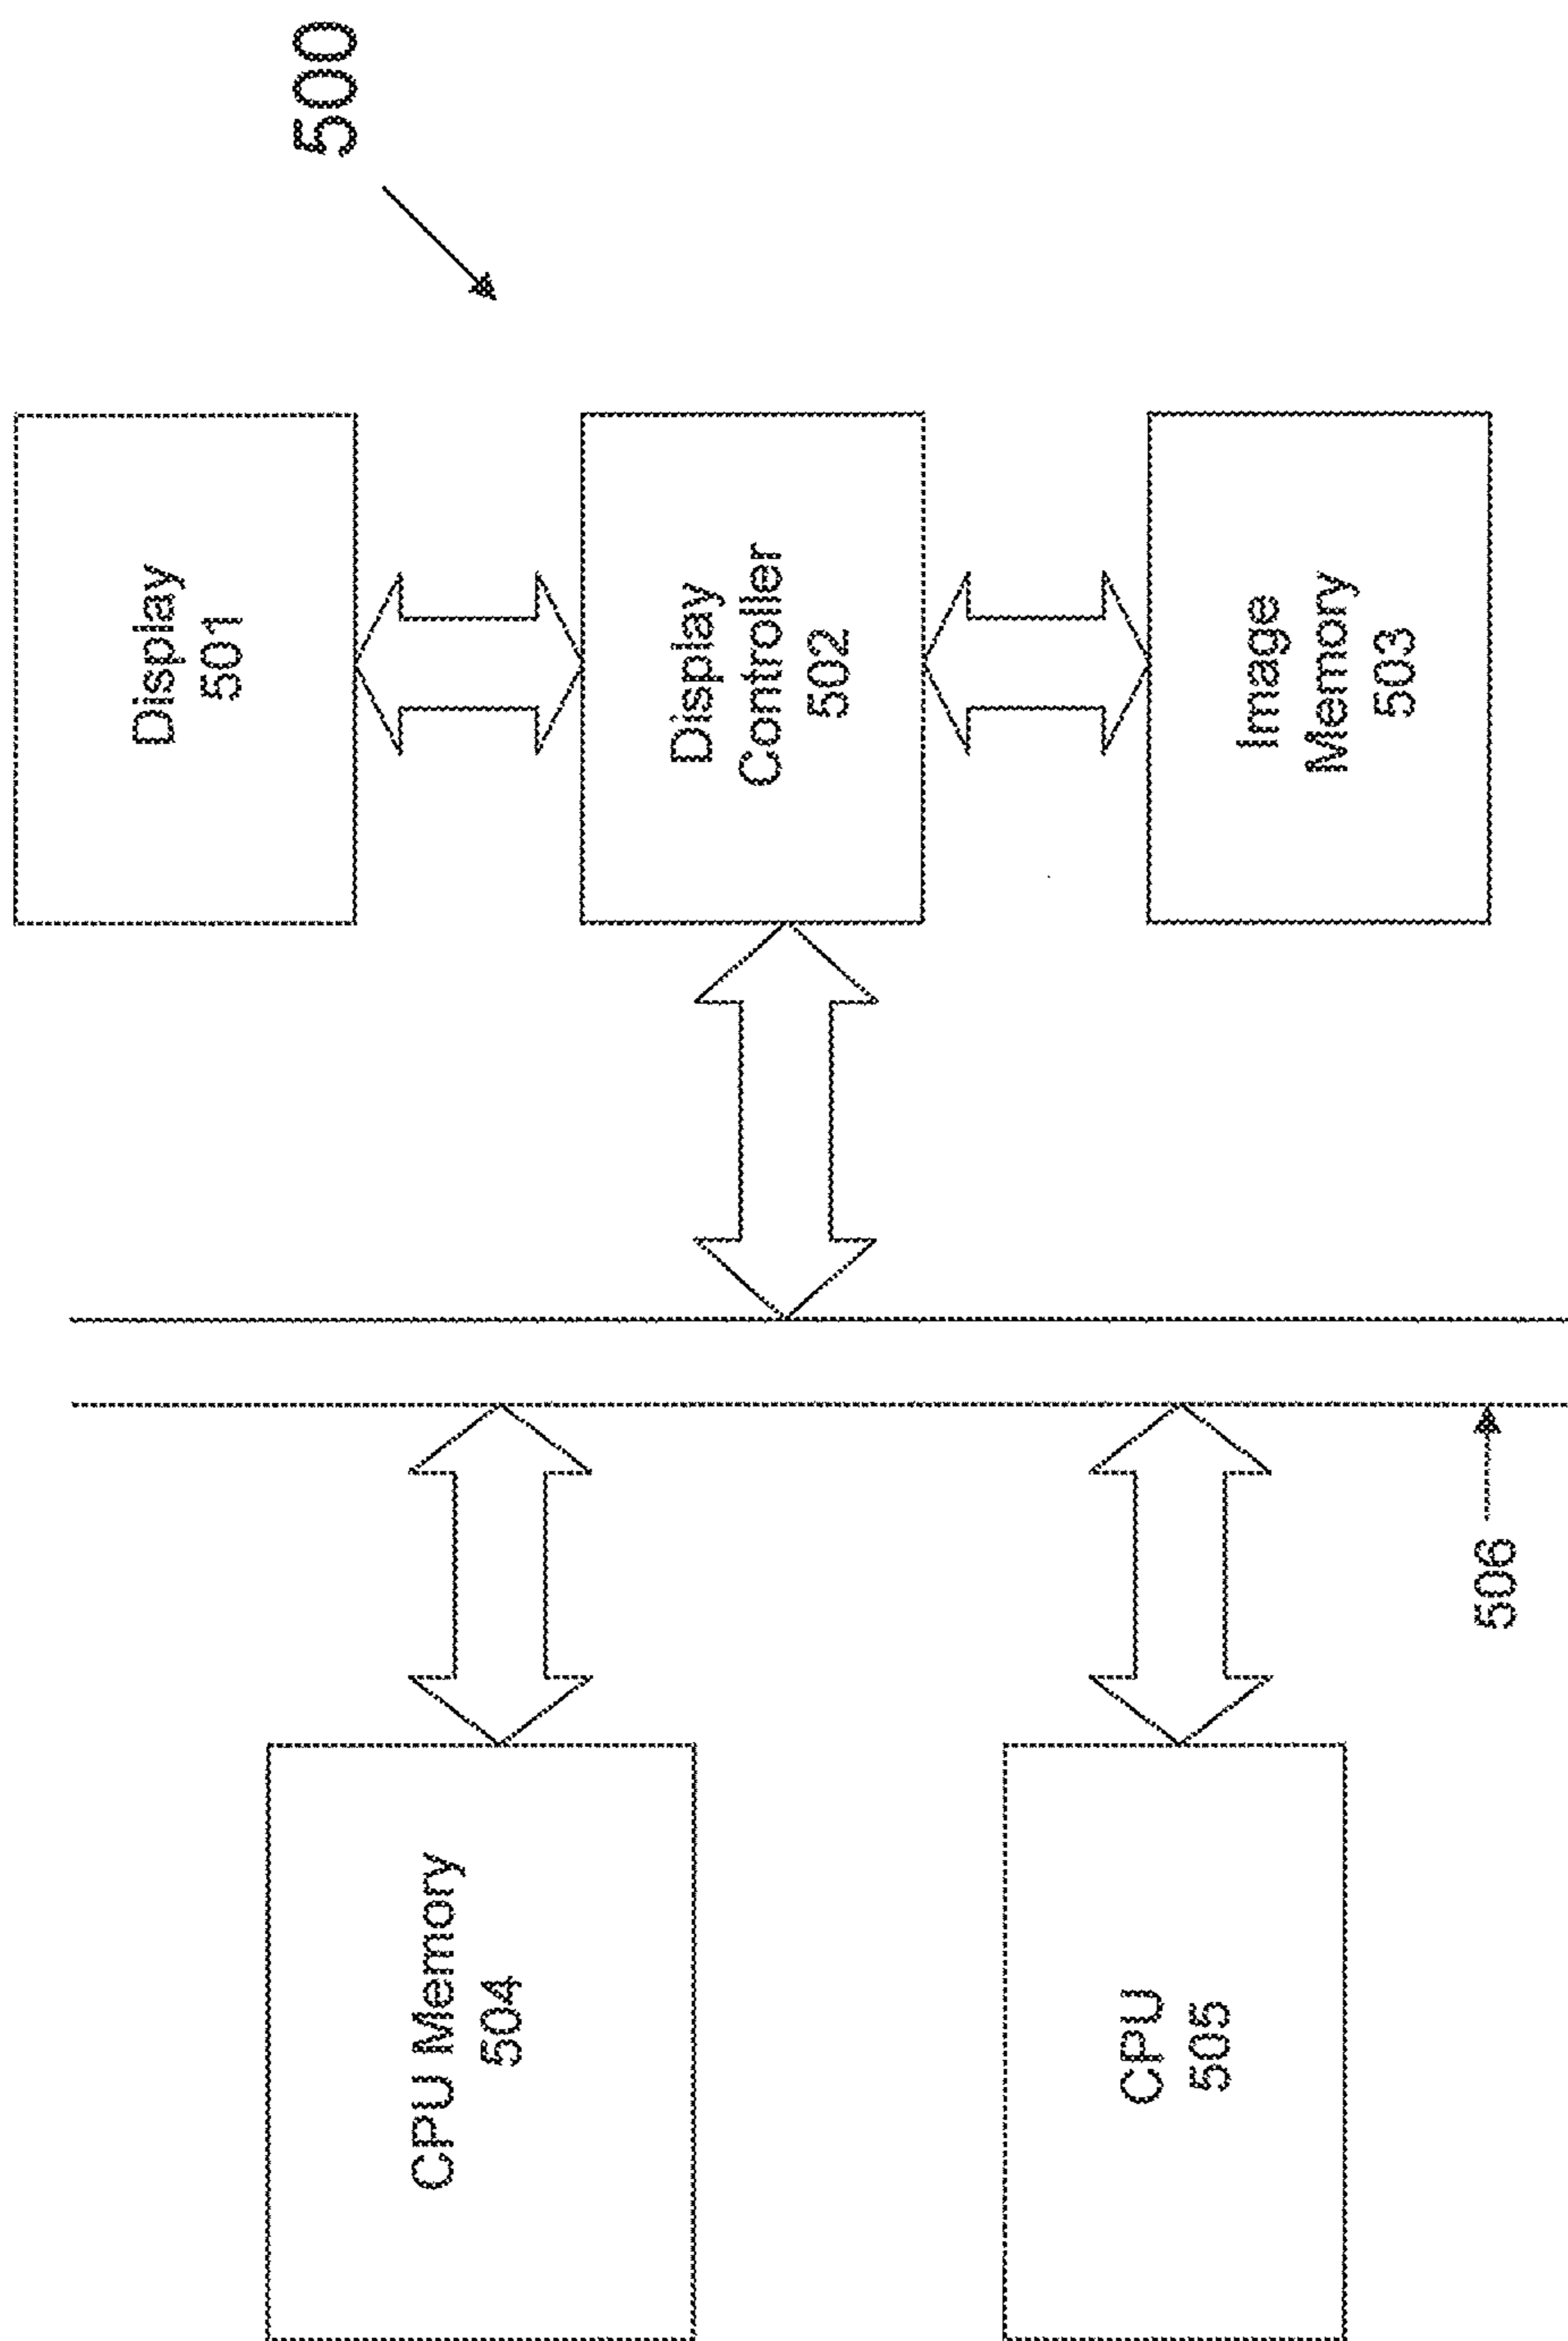 500
Display
501
Display
Controller
502
Image
Memory
503
CPU Memory
504
CPU
505
506